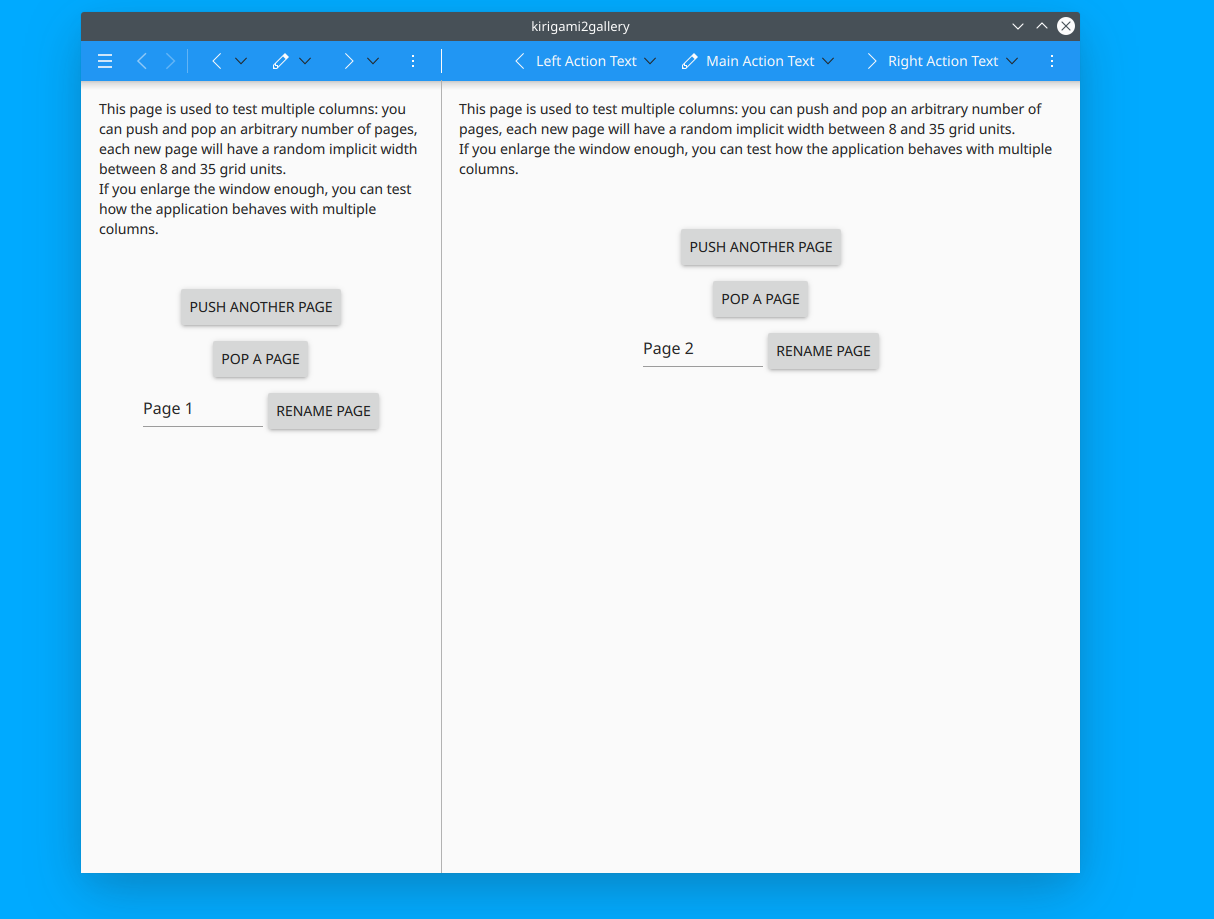 kirigami2gallery
Left Action Text
Main Action Text
Right Action Text
This page is used to test multiple columns: you
can push and pop an arbitrary number of pages,
each new page will have a random implicit width
between 8 and 35 grid units.
If you enlarge the window enough, you can test
how the application behaves with multiple
columns.
PUSH ANOTHER PAGE
POP A PAGE
Page 1
RENAME PAGE
This page is used to test multiple columns: you can push and pop an arbitrary number of
pages, each new page will have a random implicit width between 8 and 35 grid units.
If you enlarge the window enough, you can test how the application behaves with multiple
columns.
PUSH ANOTHER PAGE
POP A PAGE
Page 2
RENAME PAGE